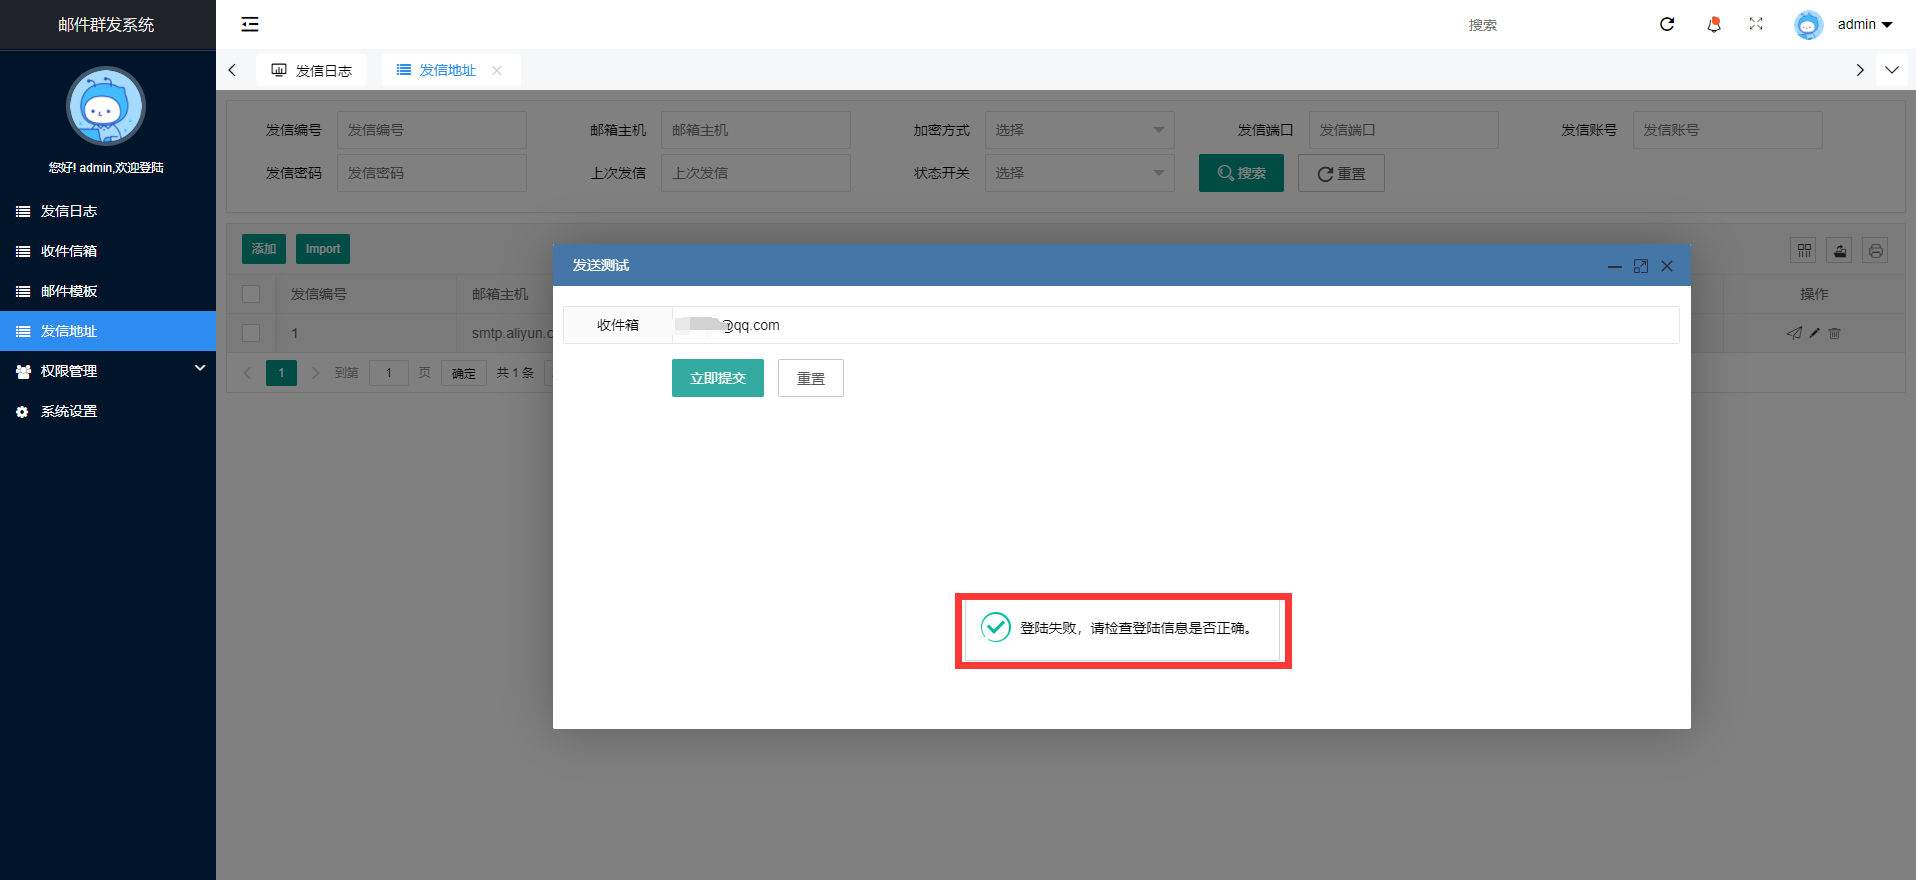 邮件群发系统
搜索
admin
发信日志
发信地址
您好! admin,欢迎登陆
发信日志
收件信箱
邮件模板
发信地址
权限管理
系统设置
发信编号 发信编号 邮箱主机 邮箱主机 加密方式 选择 发信端口 发信端口 发信账号 发信账号
发信密码 发信密码 上次发信 上次发信 状态开关 选择 搜索 重置
添加 Import
发信编号 邮箱主机 操作
1 smtp.aliyun.c
1 到第 1 页 确定 共 1 条
发送测试
收件箱 @qq.com
立即提交 重置
登陆失败，请检查登陆信息是否正确。